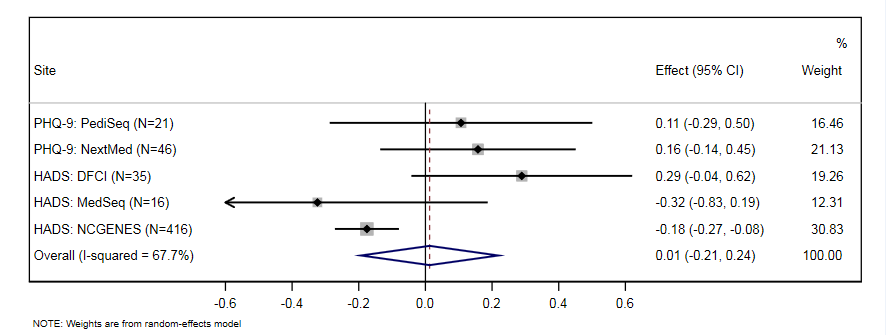 %
Site Effect (95% CI) Weight
PHQ-9: PediSeq (N=21) 0.11 (-0.29, 0.50) 16.46
PHQ-9: NextMed (N=46) 0.16 (-0.14, 0.45) 21.13
HADS: DFCI (N=35) 0.29 (-0.04, 0.62) 19.26
HADS: MedSeq (N=16) -0.32 (-0.83, 0.19) 12.31
HADS: NCGENES (N=416) -0.18 (-0.27, -0.08) 30.83
Overall (I-squared = 67.7%) 0.01 (-0.21, 0.24) 100.00
-0.6 -0.4 -0.2 0.0 0.2 0.4 0.6
NOTE: Weights are from random-effects model